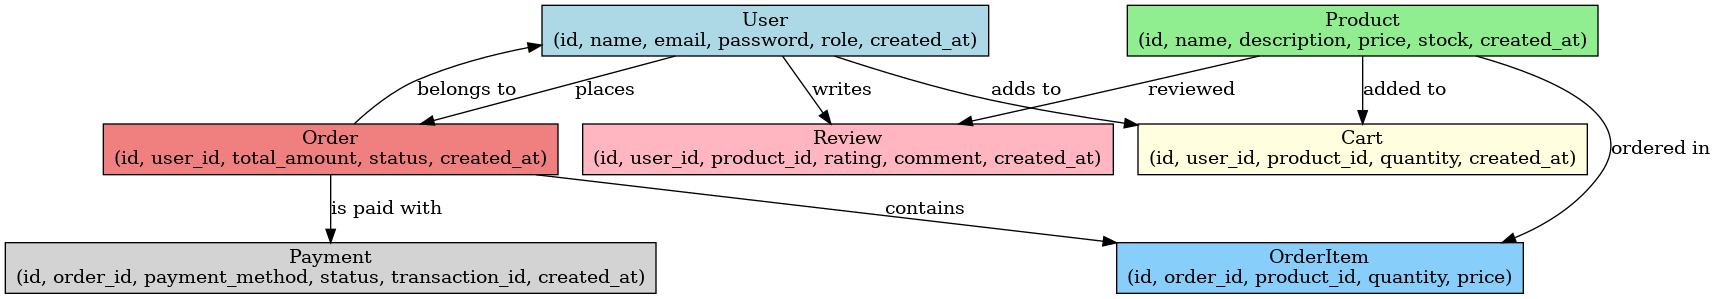 User
(id, name, email, password, role, created_at)
Product
(id, name, description, price, stock, created_at)
belongs to
places
writes
adds to
reviewed
added to
Order
(id, user_id, total_amount, status, created_at)
Review
(id, user_id, product_id, rating, comment, created_at)
Cart
(id, user_id, product_id, quantity, created_at)
ordered in
is paid with
contains
Payment
(id, order_id, payment_method, status, transaction_id, created_at)
OrderItem
(id, order_id, product_id, quantity, price)